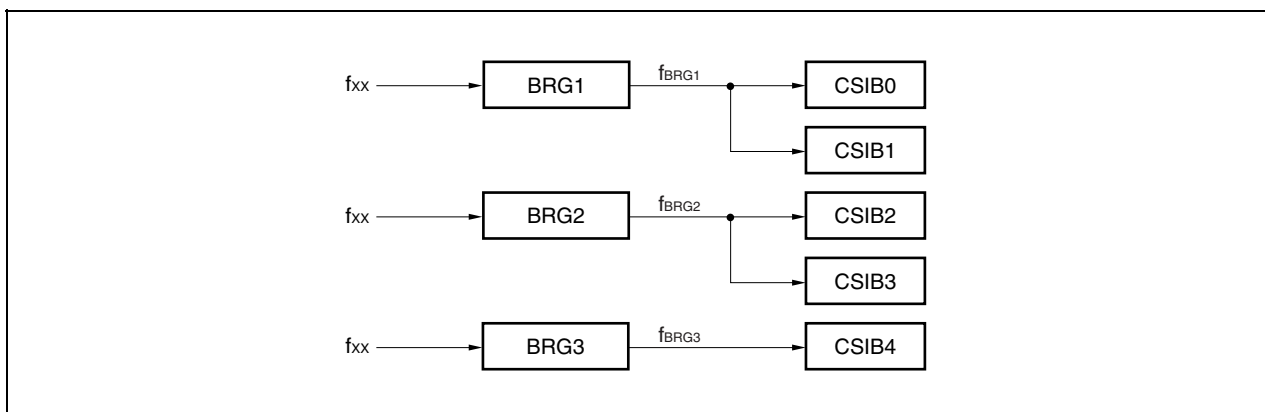 fxx BRG1 fBRG1 CSIB0
CSIB1
fxx BRG2 fBRG2 CSIB2
CSIB3
fxx BRG3 fBRG3 CSIB4